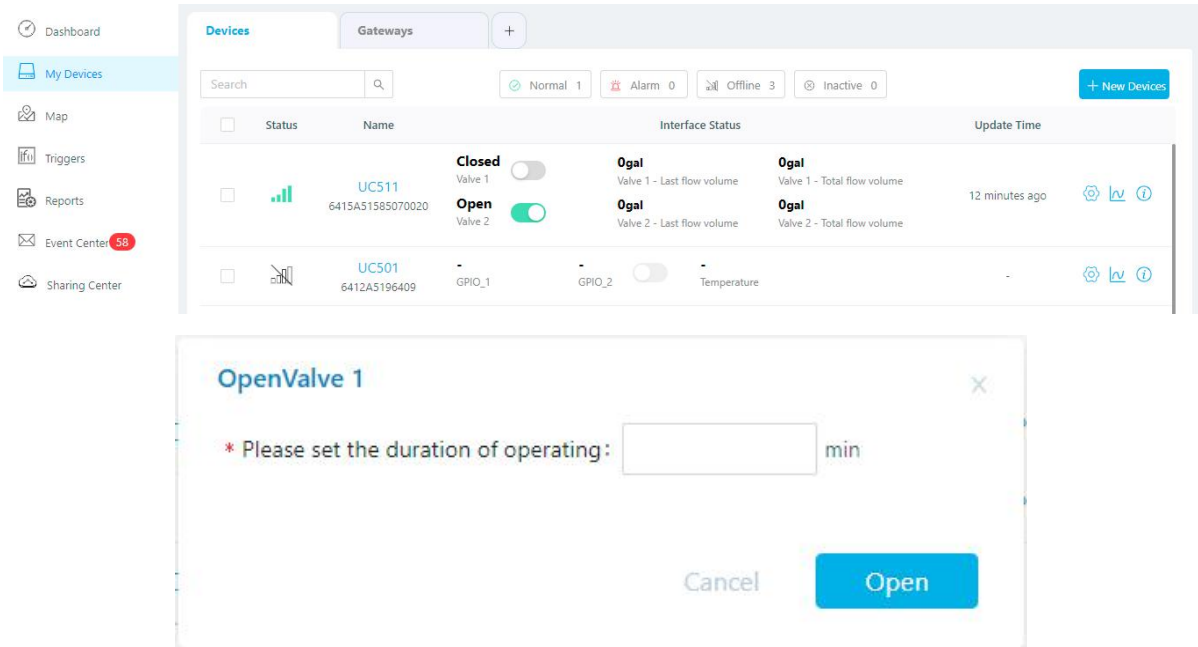 Dashboard
My Devices
Map
Triggers
Reports
Event Center 58
Sharing Center
Devices Gateways +
Search Normal 1 Alarm 0 Offline 3 Inactive 0 + New Devices
Status Name Interface Status Update Time
UC511
6415A51585070020
Closed
Valve 1
0gal
Valve 1 - Last flow volume
0gal
Valve 1 - Total flow volume
Open
Valve 2
0gal
Valve 2 - Last flow volume
0gal
Valve 2 - Total flow volume
12 minutes ago
UC501
6412A5196409
-
GPIO_1
-
GPIO_2
-
Temperature
-
OpenValve 1 X
* Please set the duration of operating: min
Cancel Open